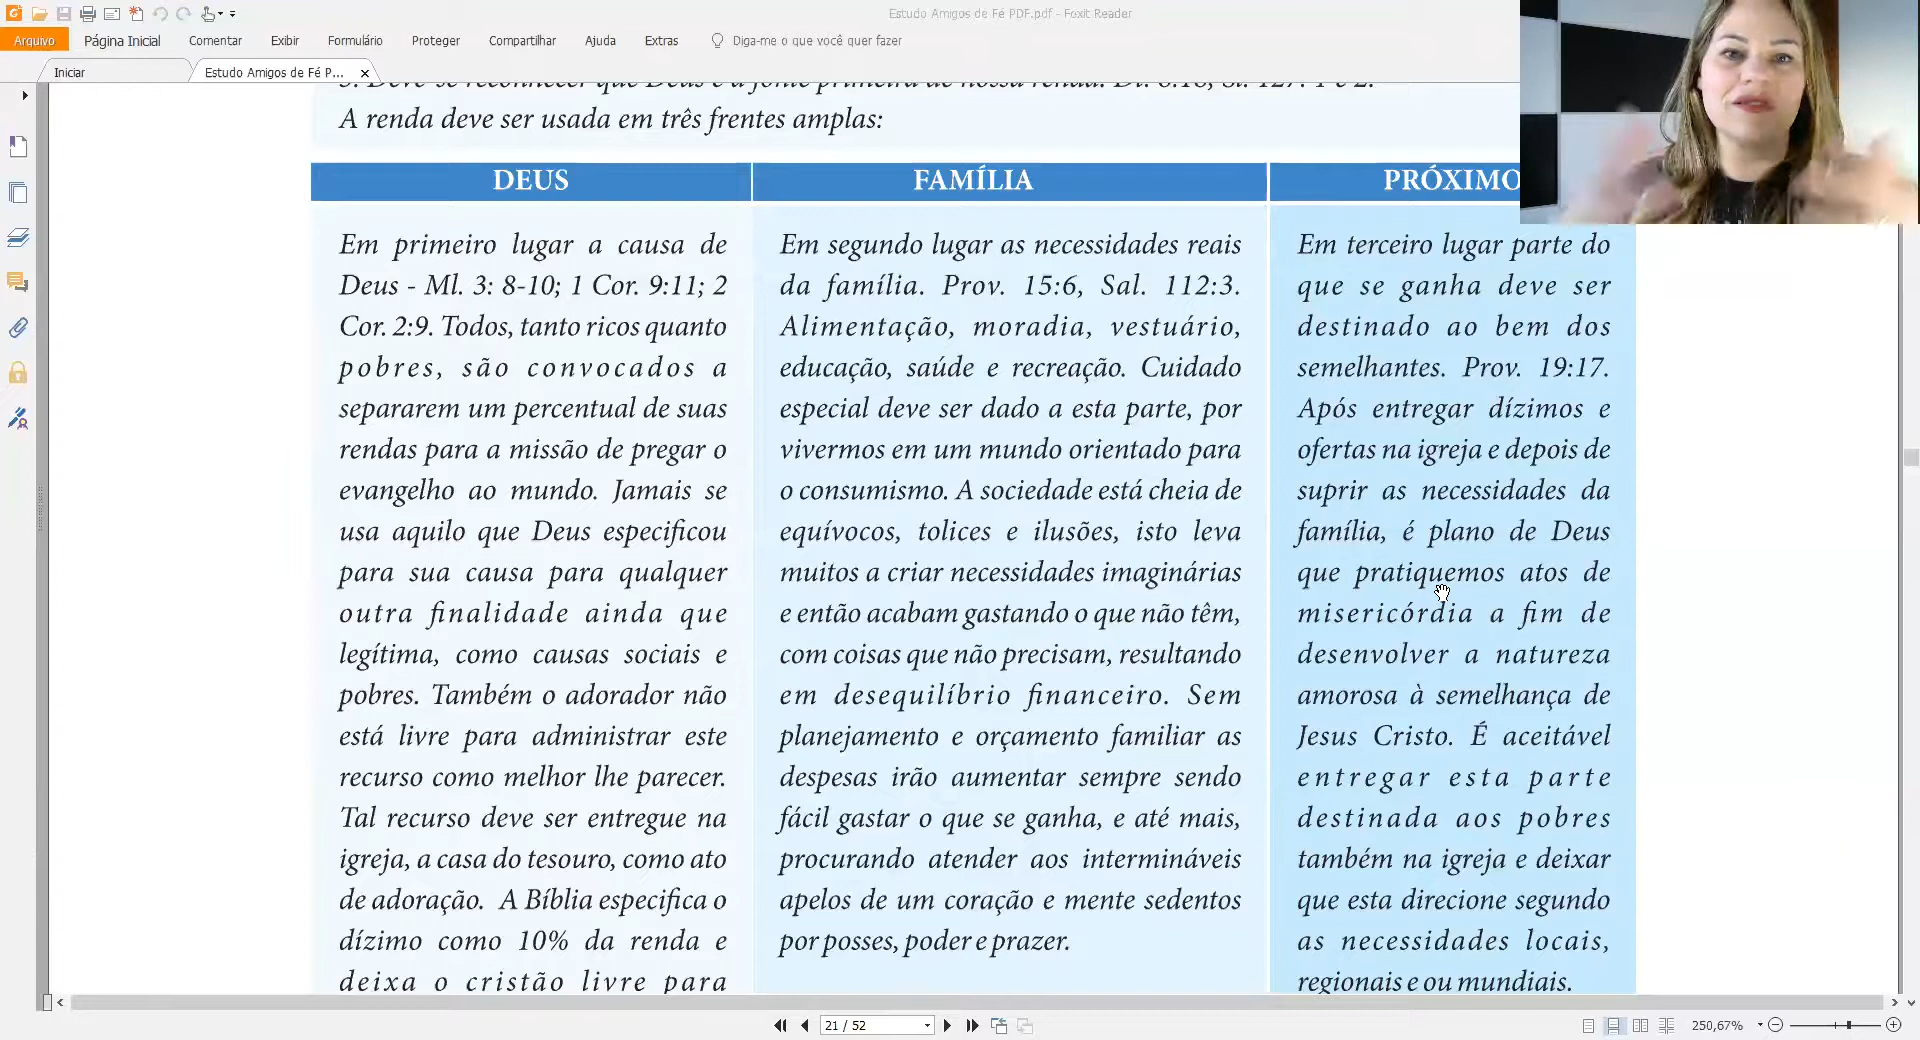 Estudo Amigos de Fé PDF.pdf - Foxit Reader
Arquivo
Página Inicial
Comentar
Exibir
Formulário
Proteger
Compartilhar
Ajuda
Extras
Diga-me o que você quer fazer
Iniciar
Estudo Amigos de Fé P...
A renda deve ser usada em três frentes amplas:
DEUS
Em primeiro lugar a causa de
Deus - Ml. 3: 8-10; 1 Cor. 9:11; 2
Cor. 2:9. Todos, tanto ricos quanto
pobres, são convocados a
separarem um percentual de suas
rendas para a missão de pregar o
evangelho ao mundo. Jamais se
usa aquilo que Deus especificou
para sua causa para qualquer
outra finalidade ainda que
legítima, como causas sociais e
pobres. Também o adorador não
está livre para administrar este
recurso como melhor lhe parecer.
Tal recurso deve ser entregue na
igreja, a casa do tesouro, como ato
de adoração. A Bíblia especifica o
dízimo como 10% da renda e
deixa o cristão livre para
FAMÍLIA
Em segundo lugar as necessidades reais
da família. Prov. 15:6, Sal. 112:3.
Alimentação, moradia, vestuário,
educação, saúde e recreação. Cuidado
especial deve ser dado a esta parte, por
vivermos em um mundo orientado para
o consumismo. A sociedade está cheia de
equívocos, tolices e ilusões, isto leva
muitos a criar necessidades imaginárias
e então acabam gastando o que não têm,
com coisas que não precisam, resultando
em desequilíbrio financeiro. Sem
planejamento e orçamento familiar as
despesas irão aumentar sempre sendo
fácil gastar o que se ganha, e até mais,
procurando atender aos intermináveis
apelos de um coração e mente sedentos
por posses, poder e prazer.
PRÓXIMO
Em terceiro lugar parte do
que se ganha deve ser
destinado ao bem dos
semelhantes. Prov. 19:17.
Após entregar dízimos e
ofertas na igreja e depois de
suprir as necessidades da
família, é plano de Deus
que pratiquemos atos de
misericórdia a fim de
desenvolver a natureza
amorosa à semelhança de
Jesus Cristo. É aceitável
entregar esta parte
destinada aos pobres
também na igreja e deixar
que esta direcione segundo
as necessidades locais,
regionais e ou mundiais.
21 / 52
250,67%